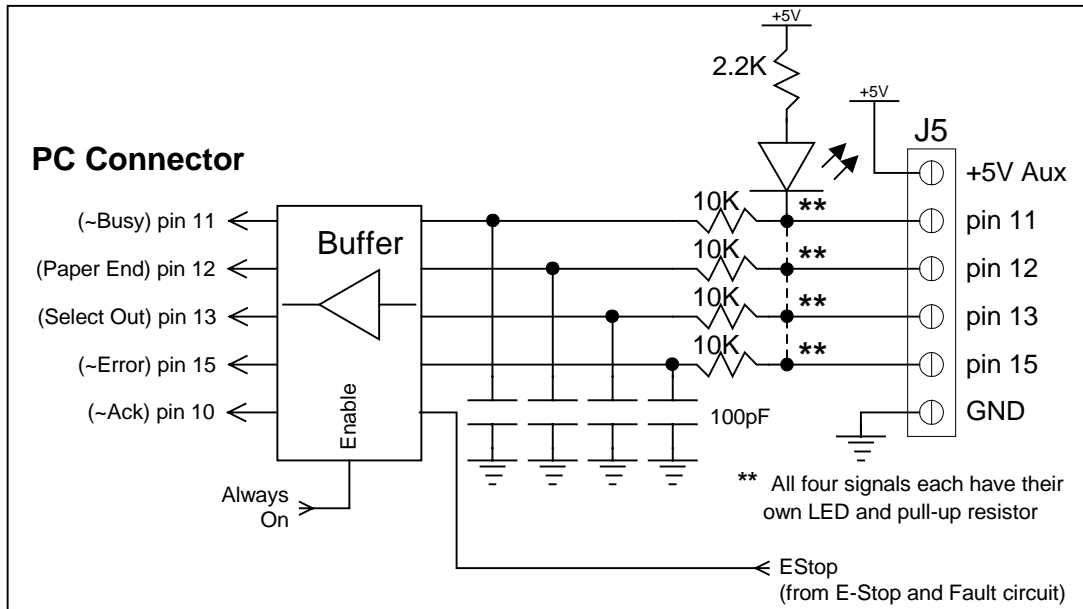 +5V
2.2K
+5V
J5
PC Connector
+5V Aux
10K
**
(~Busy) pin 11
pin 11
Buffer
10K
**
(Paper End) pin 12
pin 12
10K
**
(Select Out) pin 13
pin 13
10K
**
(~Error) pin 15
pin 15
(~Ack) pin 10
Enable
100pF
GND
** All four signals each have their
own LED and pull-up resistor
Always
On
EStop
(from E-Stop and Fault circuit)